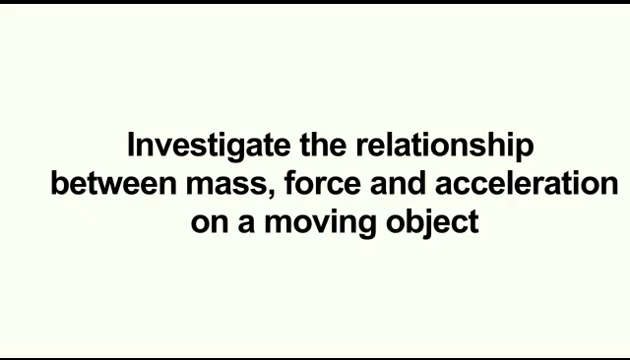 Investigate the relationship
between mass, force and acceleration
on a moving object